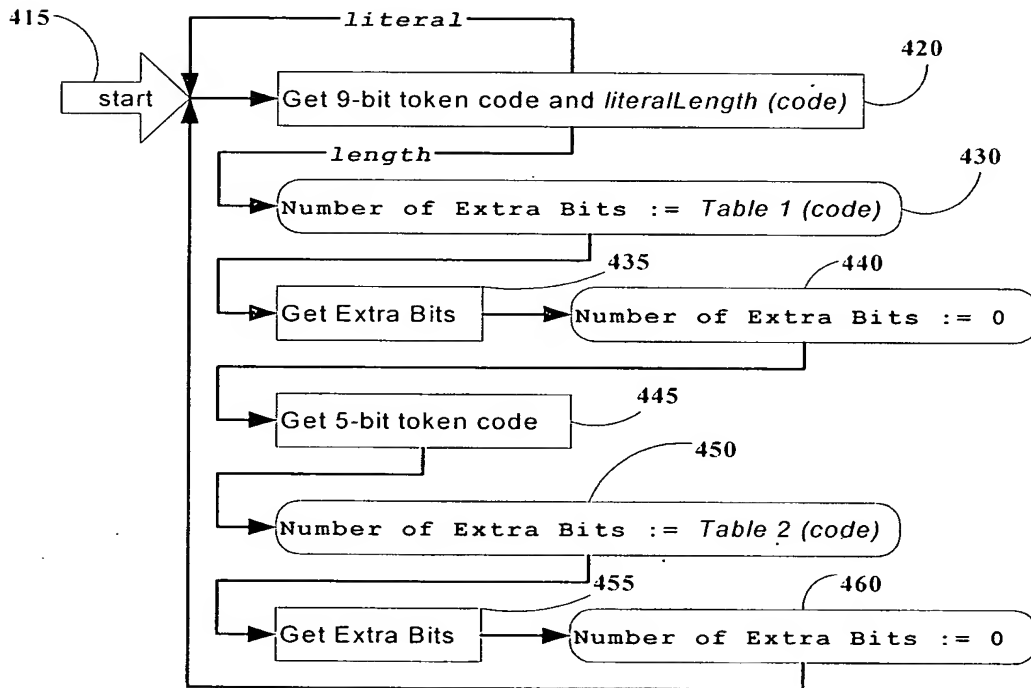 415
literal
420
start
Get 9-bit token code and literalLength (code)
length
430
Number of Extra Bits := Table 1 (code)
435
440
Get Extra Bits
Number of Extra Bits := 0
445
Get 5-bit token code
450
Number of Extra Bits := Table 2 (code)
455
460
Get Extra Bits
Number of Extra Bits := 0